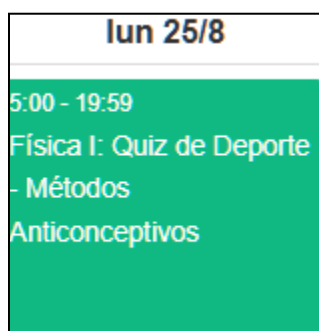 lun 25/8
5:00 - 19:59
Física I: Quiz de Deporte
- Métodos
Anticonceptivos